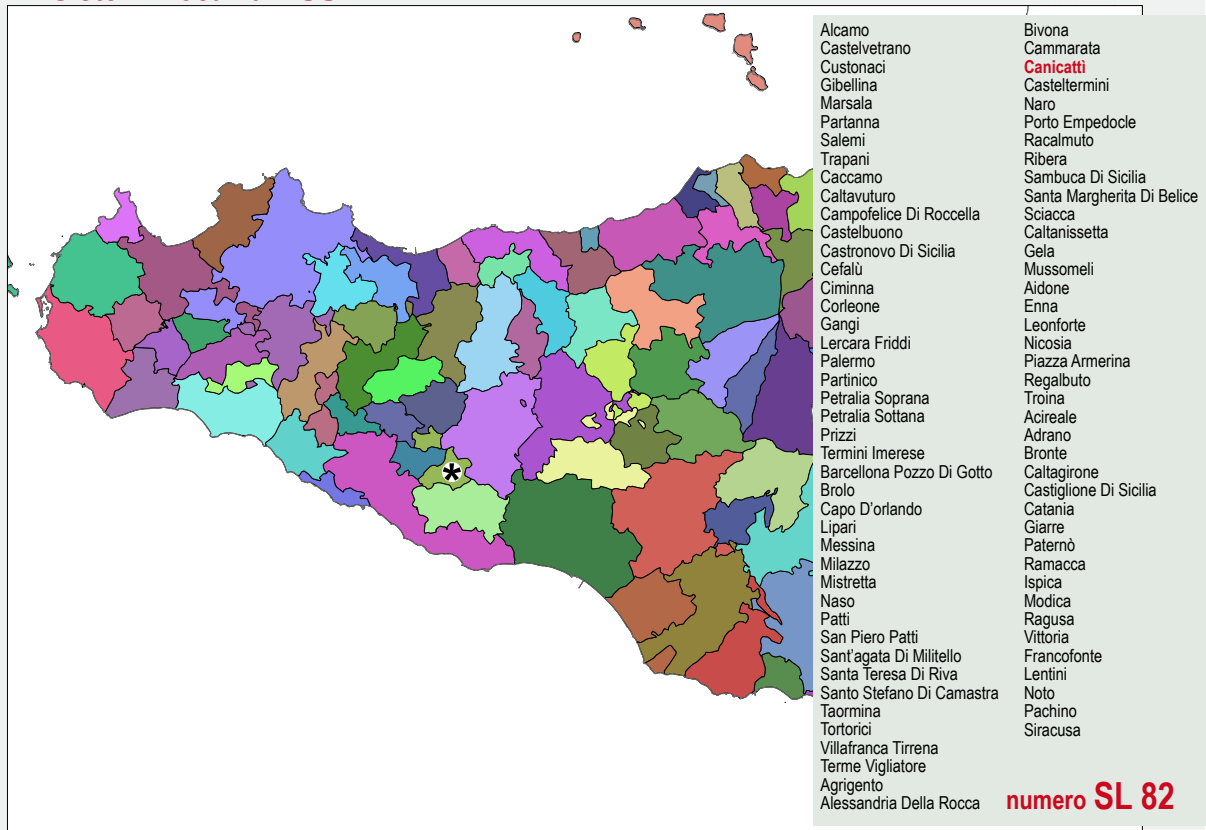 Alcamo
Castelvetrano
Custonaci
Gibellina
Marsala
Partanna
Salemi
Trapani
Caccamo
Caltavuturo
Campofelice Di Roccella
Castelbuono
Castronovo Di Sicilia
Cefalù
Ciminna
Corleone
Gangi
Lercara Friddi
Palermo
Partinico
Petralia Soprana
Petralia Sottana
Prizzi
Termini Imerese
Barcellona Pozzo Di Gotto
Brolo
Capo D'orlando
Lipari
Messina
Milazzo
Mistretta
Naso
Patti
San Piero Patti
Sant'agata Di Militello
Santa Teresa Di Riva
Santo Stefano Di Camastra
Taormina
Tortorici
Villafranca Tirrena
Terme Vigliatore
Agrigento
Alessandria Della Rocca
Bivona
Cammarata
Canicattì
Casteltermini
Naro
Porto Empedocle
Racalmuto
Ribera
Sambuca Di Sicilia
Santa Margherita Di Belice
Sciacca
Caltanissetta
Gela
Mussomeli
Aidone
Enna
Leonforte
Nicosia
Piazza Armerina
Regalbuto
Troina
Acireale
Adrano
Bronte
Caltagirone
Castiglione Di Sicilia
Catania
Giarre
Paternò
Ramacca
Ispica
Modica
Ragusa
Vittoria
Francofonte
Lentini
Noto
Pachino
Siracusa
numero SL 82
*